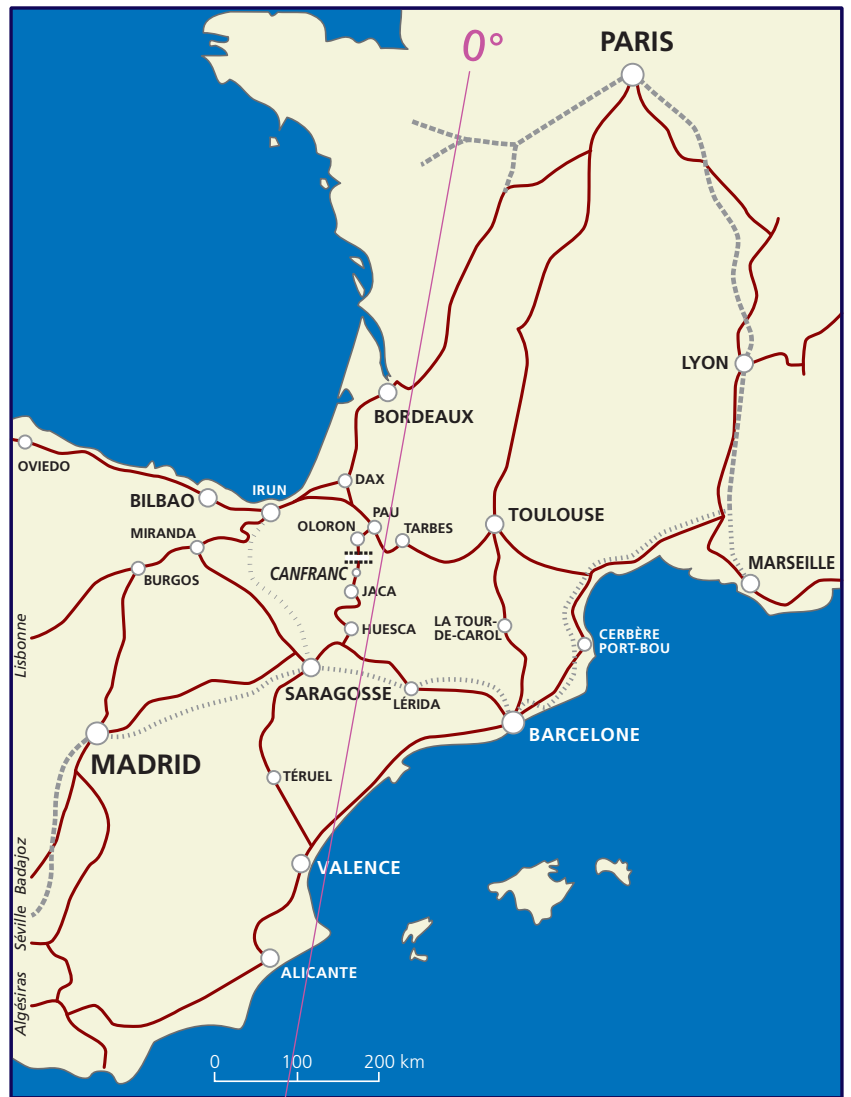 0°
PARIS
LYON
BORDEAUX
OVIEDO
DAX
BILBAO
IRUN
PAU
TOULOUSE
OLORON
TARBES
MIRANDA
MARSEILLE
CANFRANC
BURGOS
JACA
LA TOUR-
DE-CAROL
HUESCA
CERBÈRE
PORT-BOU
Lisbonne
SARAGOSSE
LÉRIDA
BARCELONE
MADRID
TÉRUEL
Badajoz
VALENCE
Séville
ALICANTE
Algésiras
0 100 200 km